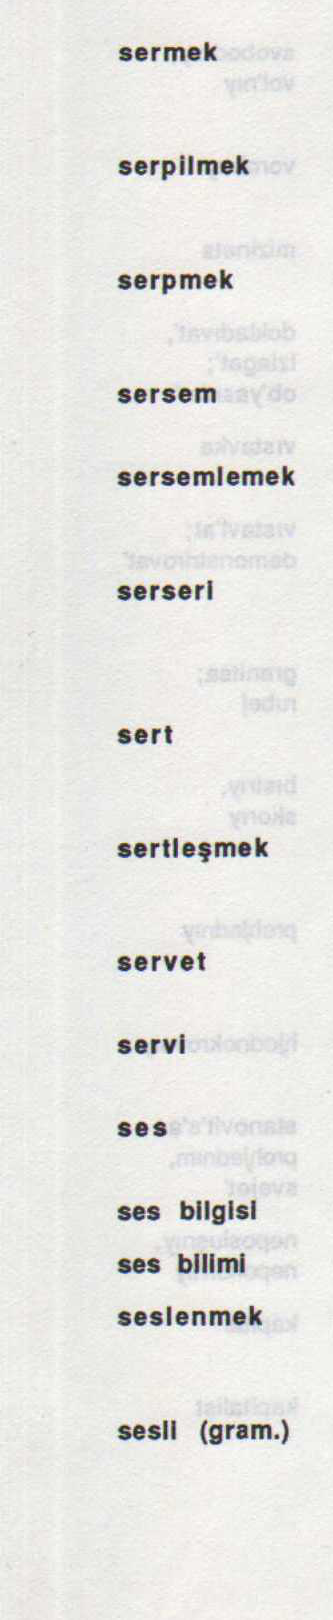 sermek
serpilmek
serpmek
sersem
sersemlemek
serseri
sert
sertleşmek
servet
servi
ses
ses bilgisi
ses bilimi
seslenmek
sesli (gram.)